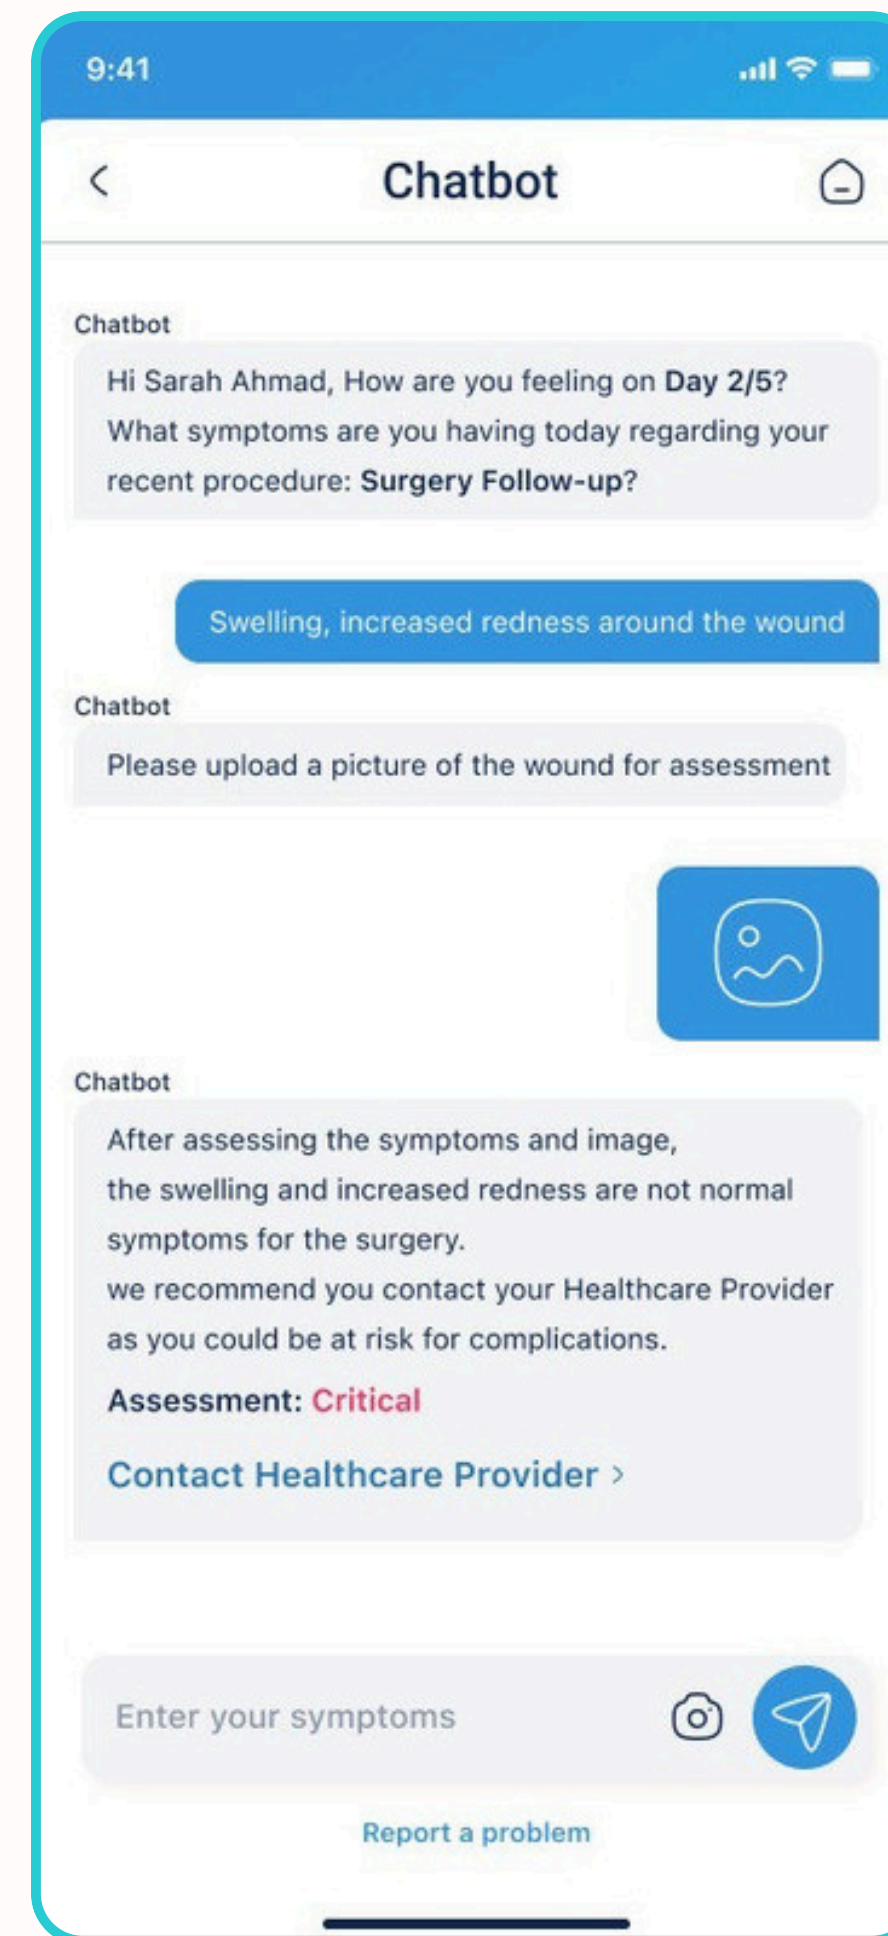 9:41
Chatbot
Chatbot
Hi Sarah Ahmad, How are you feeling on Day 2/5?
What symptoms are you having today regarding your
recent procedure: Surgery Follow-up?
Swelling, increased redness around the wound
Chatbot
Please upload a picture of the wound for assessment
Chatbot
After assessing the symptoms and image,
the swelling and increased redness are not normal
symptoms for the surgery.
we recommend you contact your Healthcare Provider
as you could be at risk for complications.
Assessment: Critical
Contact Healthcare Provider >
Enter your symptoms
Report a problem